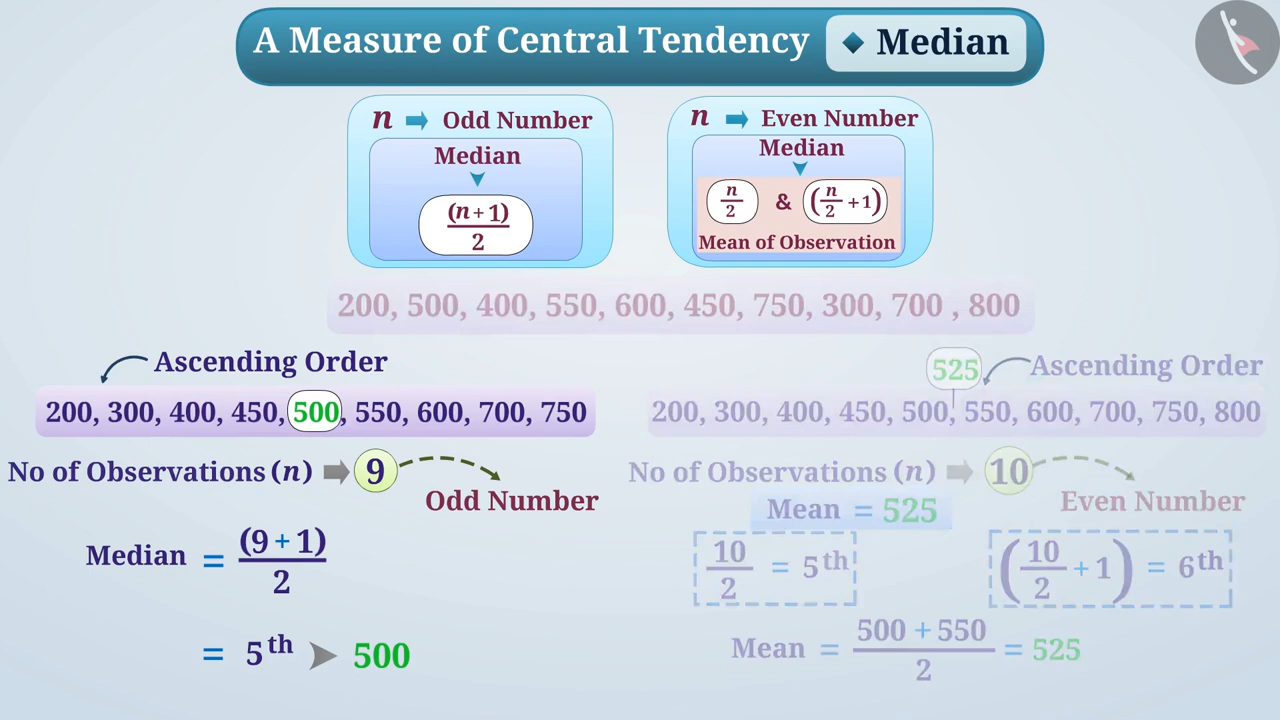 A Measure of Central Tendency ◆ Median
n ➡ Odd Number
Median
(n+1)
2
n ➡ Even Number
Median
n/2 & (n/2 +1)
Mean of Observation
200, 500, 400, 550, 600, 450, 750, 300, 700 , 800
Ascending Order
200, 300, 400, 450, 500, 550, 600, 700, 750
No of Observations (n) ➡ 9
Odd Number
Median = (9 + 1)
2
= 5th ➤ 500
525
Ascending Order
200, 300, 400, 450, 500, 550, 600, 700, 750, 800
No of Observations (n) ➡ 10
Even Number
Mean = 525
10/2 = 5th
(10/2 + 1) = 6th
Mean = 500 + 550
2
= 525